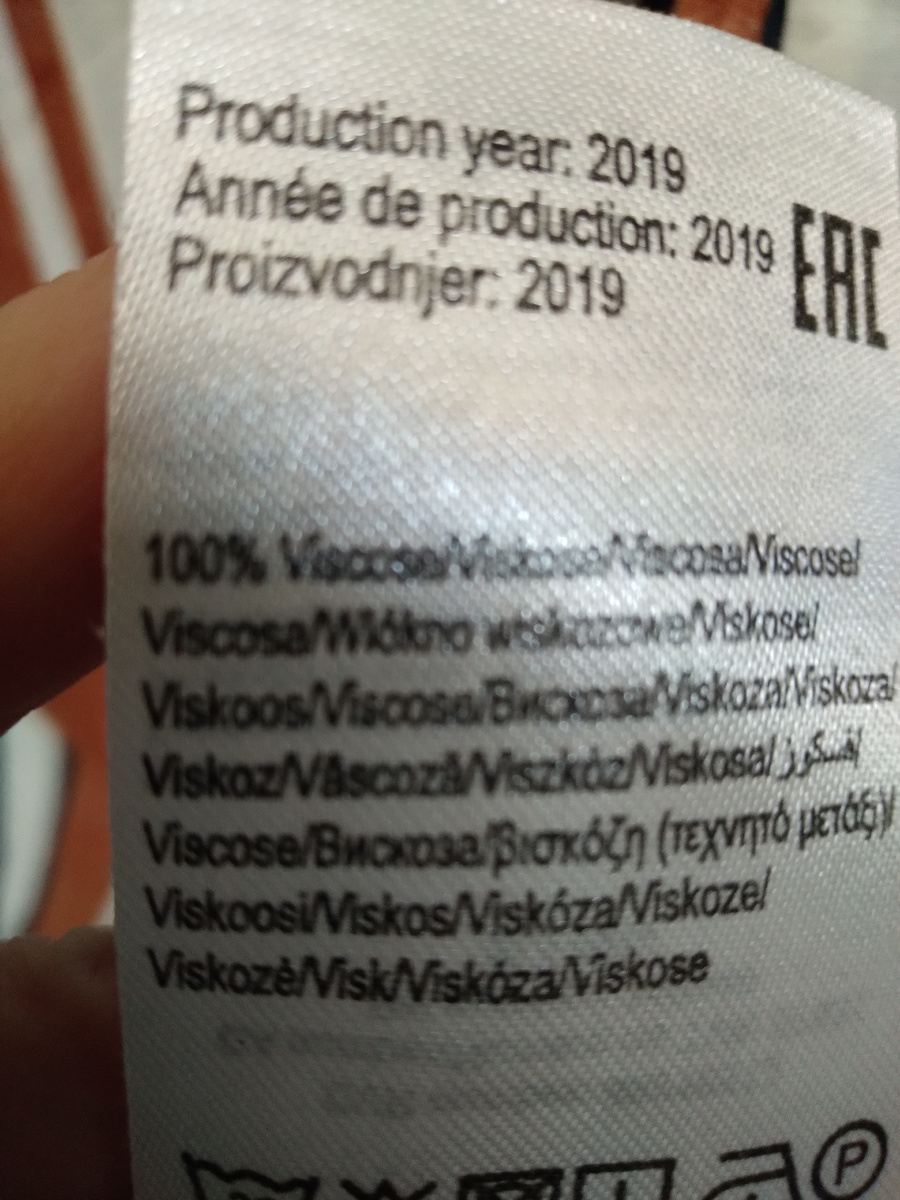 Production year: 2019
Année de production: 2019
EAC
Proizvodnjer: 2019
100% Viscose/Viskose/Viscosa/Viscose/
Viscosa/Włókno wiskozowe/Viskose/
Viskoos/Viscose/Вискоза/Viskoza/Viskoza/
Viskoz/Vâscoză/Viszkóz/Viskosa/فسكوز/
Viscose/Вискоза/βισκόζη (τεχνητό μετάξι)/
Viskoosi/Viskos/Viskóza/Viskoze/
Viskozė/Visk/Viskóza/Viskose
P